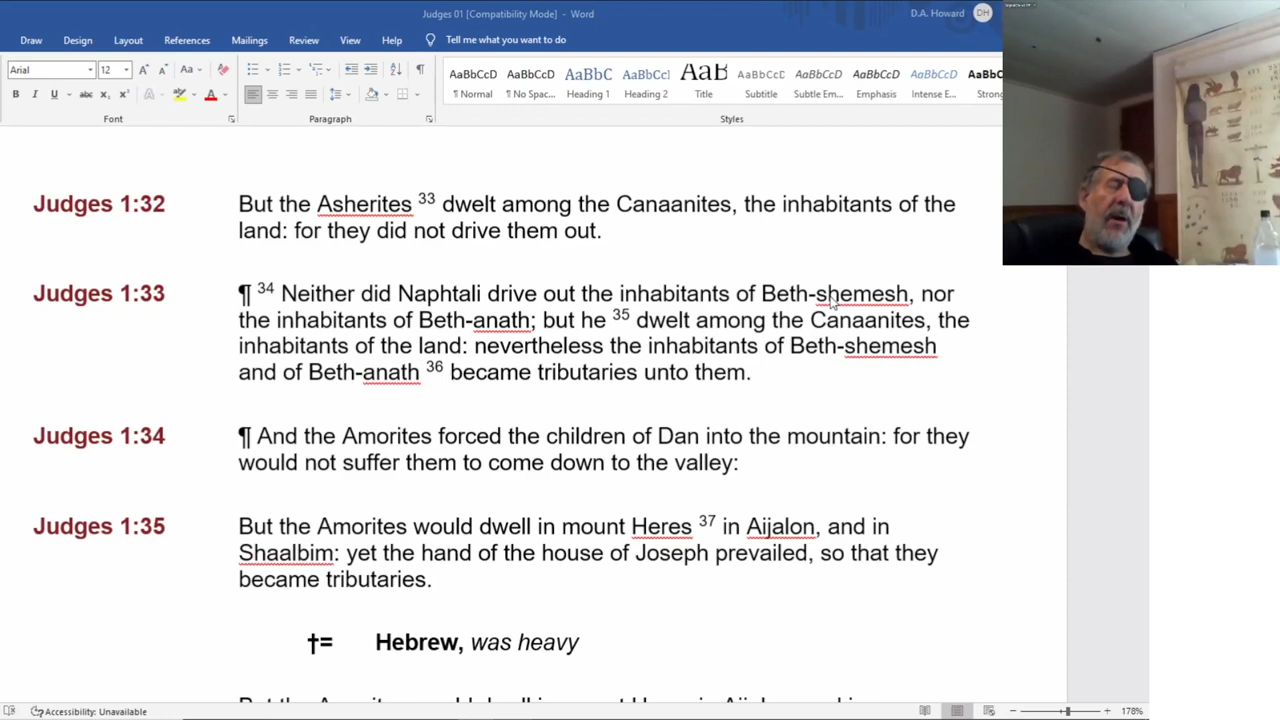 Judges 01 [Compatibility Mode] - Word
D.A. Howard DH
Draw Design Layout References Mailings Review View Help Tell me what you want to do
Arial 12
AaBbCcD AaBbCcD AaBbC AaBbCcl AaB AaBbCcD AaBbCcD AaBbCcD AaBbCcD AaBbC
B I U abc
¶ Normal ¶ No Spac... Heading 1 Heading 2 Title Subtitle Subtle Em... Emphasis Intense E... Strong
Font Paragraph Styles
Judges 1:32 But the Asherites 33 dwelt among the Canaanites, the inhabitants of the
land: for they did not drive them out.
Judges 1:33 ¶ 34 Neither did Naphtali drive out the inhabitants of Beth-shemesh, nor
the inhabitants of Beth-anath; but he 35 dwelt among the Canaanites, the
inhabitants of the land: nevertheless the inhabitants of Beth-shemesh
and of Beth-anath 36 became tributaries unto them.
Judges 1:34 ¶ And the Amorites forced the children of Dan into the mountain: for they
would not suffer them to come down to the valley:
Judges 1:35 But the Amorites would dwell in mount Heres 37 in Aijalon, and in
Shaalbim: yet the hand of the house of Joseph prevailed, so that they
became tributaries.
†= Hebrew, was heavy
Accessibility: Unavailable 178%